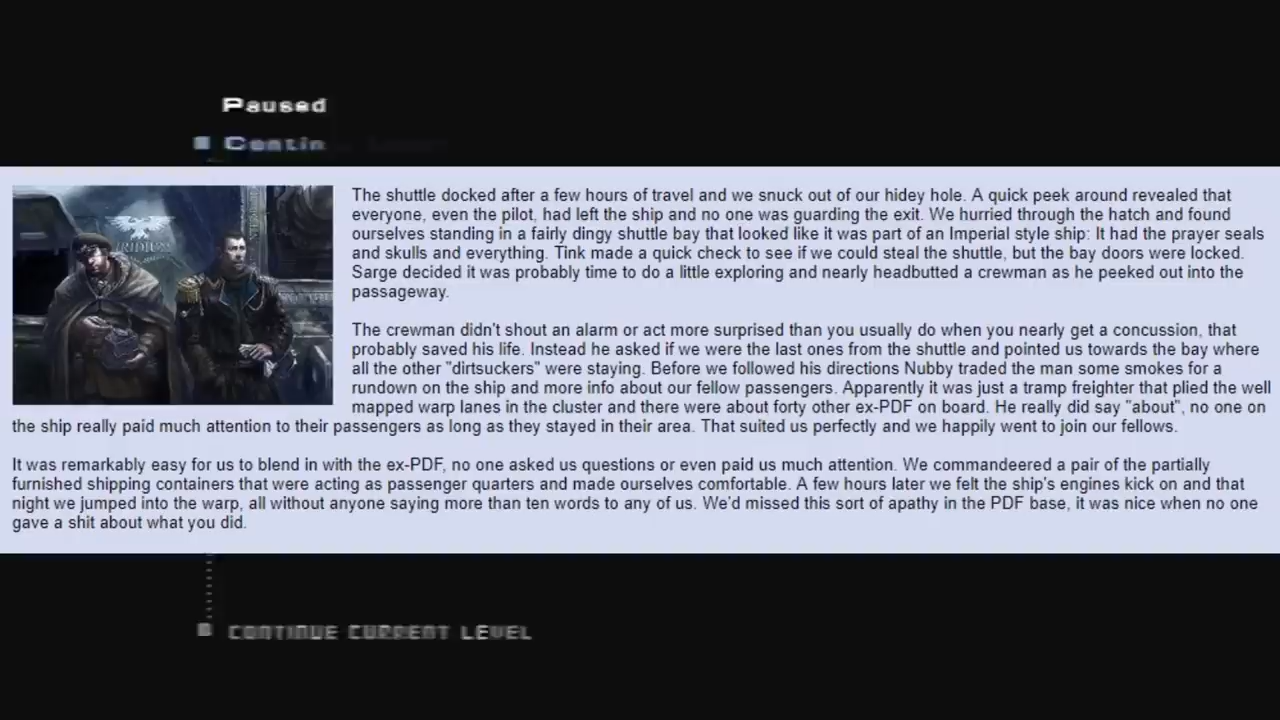 Paused
Contin
The shuttle docked after a few hours of travel and we snuck out of our hidey hole. A quick peek around revealed that
everyone, even the pilot, had left the ship and no one was guarding the exit. We hurried through the hatch and found
ourselves standing in a fairly dingy shuttle bay that looked like it was part of an Imperial style ship: It had the prayer seals
and skulls and everything. Tink made a quick check to see if we could steal the shuttle, but the bay doors were locked.
Sarge decided it was probably time to do a little exploring and nearly headbutted a crewman as he peeked out into the
passageway.
The crewman didn't shout an alarm or act more surprised than you usually do when you nearly get a concussion, that
probably saved his life. Instead he asked if we were the last ones from the shuttle and pointed us towards the bay where
all the other "dirtsuckers" were staying. Before we followed his directions Nubby traded the man some smokes for a
rundown on the ship and more info about our fellow passengers. Apparently it was just a tramp freighter that plied the well
mapped warp lanes in the cluster and there were about forty other ex-PDF on board. He really did say "about", no one on
the ship really paid much attention to their passengers as long as they stayed in their area. That suited us perfectly and we happily went to join our fellows.
It was remarkably easy for us to blend in with the ex-PDF, no one asked us questions or even paid us much attention. We commandeered a pair of the partially
furnished shipping containers that were acting as passenger quarters and made ourselves comfortable. A few hours later we felt the ship's engines kick on and that
night we jumped into the warp, all without anyone saying more than ten words to any of us. We'd missed this sort of apathy in the PDF base, it was nice when no one
gave a shit about what you did.
CONTINUE CURRENT LEVEL